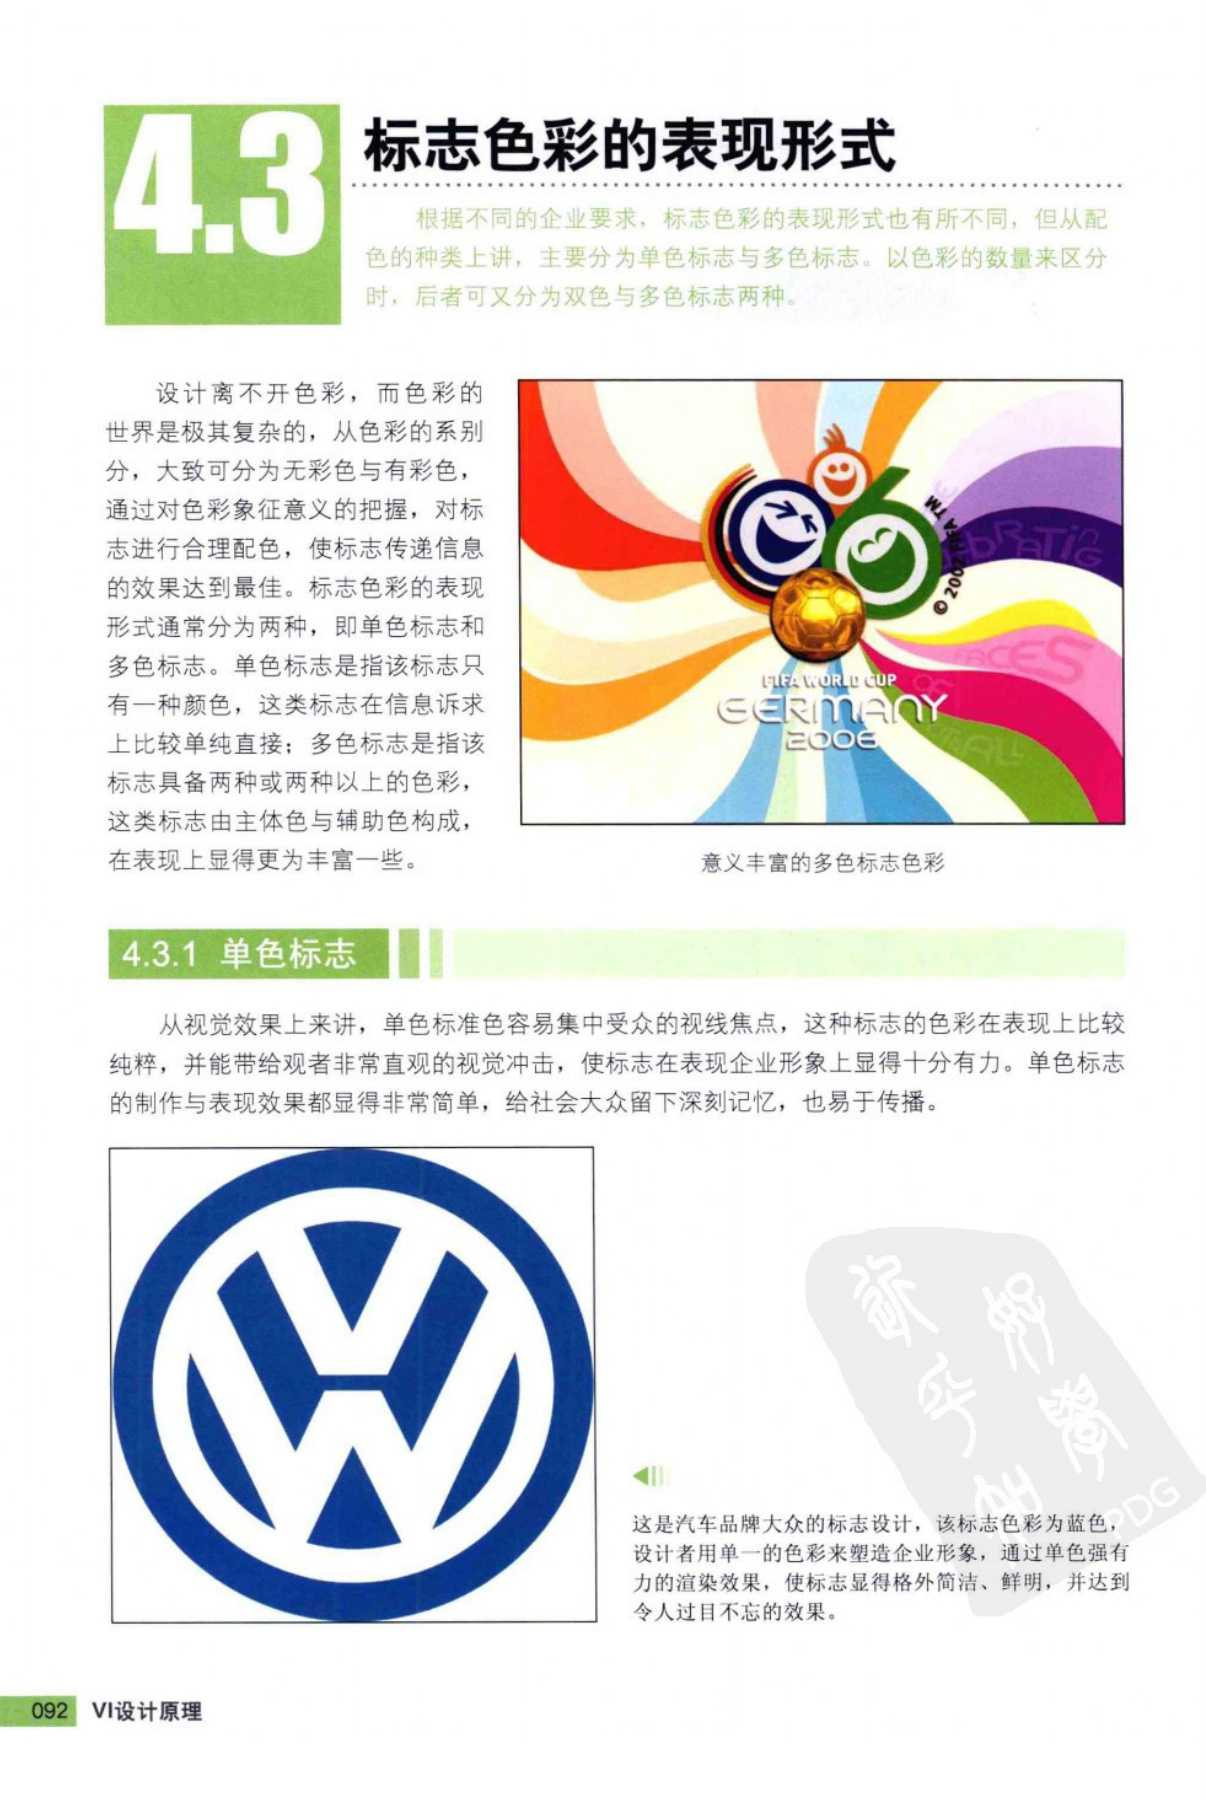 4.3
标志色彩的表现形式
根据不同的企业要求，标志色彩的表现形式也有所不同，但从配
色的种类上讲，主要分为单色标志与多色标志。以色彩的数量来区分
时，后者可又分为双色与多色标志两种。
设计离不开色彩，而色彩的
世界是极其复杂的，从色彩的系别
分，大致可分为无彩色与有彩色，
通过对色彩象征意义的把握，对标
志进行合理配色，使标志传递信息
的效果达到最佳。标志色彩的表现
形式通常分为两种，即单色标志和
多色标志。单色标志是指该标志只
有一种颜色，这类标志在信息诉求
上比较单纯直接；多色标志是指该
标志具备两种或两种以上的色彩，
这类标志由主体色与辅助色构成，
在表现上显得更为丰富一些。
FIFA WORLD CUP
GERMANY
2006
FACES
OF
意义丰富的多色标志色彩
4.3.1 单色标志
从视觉效果上来讲，单色标准色容易集中受众的视线焦点，这种标志的色彩在表现上比较
纯粹，并能带给观者非常直观的视觉冲击，使标志在表现企业形象上显得十分有力。单色标志
的制作与表现效果都显得非常简单，给社会大众留下深刻记忆，也易于传播。
PDG
这是汽车品牌大众的标志设计，该标志色彩为蓝色，
设计者用单一的色彩来塑造企业形象，通过单色强有
力的渲染效果，使标志显得格外简洁、鲜明，并达到
令人过目不忘的效果。
092 VI设计原理